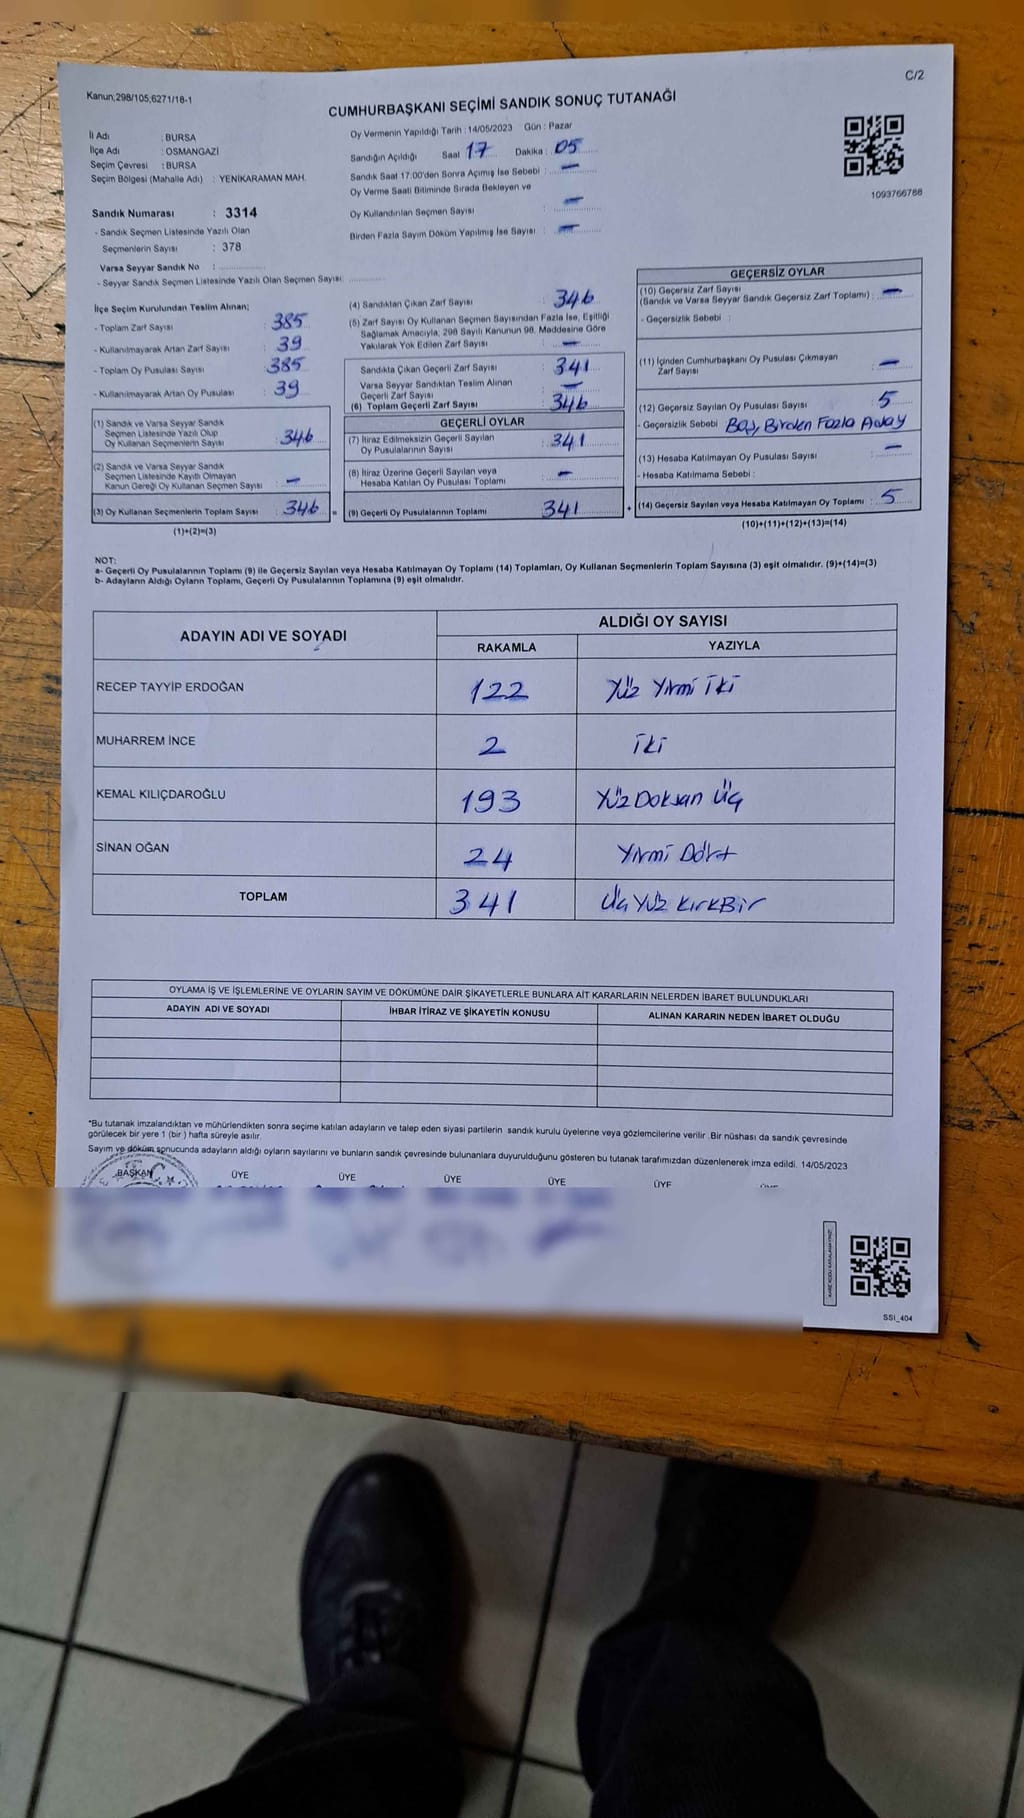 C/2
Kanun;298/105;6271/18-1
CUMHURBAŞKANI SEÇİMİ SANDIK SONUÇ TUTANAĞI
İl Adı : BURSA
İlçe Adı : OSMANGAZİ
Seçim Çevresi : BURSA
Seçim Bölgesi (Mahalle Adı) : YENİKARAMAN MAH.
Sandık Numarası : 3314
- Sandık Seçmen Listesinde Yazılı Olan
Seçmenlerin Sayısı : 378
Varsa Seyyar Sandık No :
- Seyyar Sandık Seçmen Listesinde Yazılı Olan Seçmen Sayısı:
Oy Vermenin Yapıldığı Tarih : 14/05/2023 Gün : Pazar
Sandığın Açıldığı Saat 17 Dakika : 05
Sandık Saat 17.00'den Sonra Açımış İse Sebebi : —
Oy Verme Saati Bitiminde Sırada Bekleyen ve
Oy Kullandırılan Seçmen Sayısı : —
Birden Fazla Sayım Döküm Yapılmış İse Sayısı : —
1093766788
İlçe Seçim Kurulundan Teslim Alınan;
- Toplam Zarf Sayısı : 385
- Kullanılmayarak Artan Zarf Sayısı : 39
- Toplam Oy Pusulası Sayısı : 385
- Kullanılmayarak Artan Oy Pusulası : 39
(1) Sandık ve Varsa Seyyar Sandık
Seçmen Listesinde Yazılı Olup
Oy Kullanan Seçmenlerin Sayısı : 346
(2) Sandık ve Varsa Seyyar Sandık
Seçmen Listesinde Kayıtlı Olmayan
Kanun Gereği Oy Kullanan Seçmen Sayısı : —
(3) Oy Kullanan Seçmenlerin Toplam Sayısı : 346
(1)+(2)=(3)
(4) Sandıktan Çıkan Zarf Sayısı : 346
(5) Zarf Sayısı Oy Kullanan Seçmen Sayısından Fazla İse, Eşitliği
Sağlamak Amacıyla, 298 Sayılı Kanunun 98. Maddesine Göre
Yakılarak Yok Edilen Zarf Sayısı : —
Sandıkta Çıkan Geçerli Zarf Sayısı : 341
Varsa Seyyar Sandıktan Teslim Alınan
Geçerli Zarf Sayısı : —
(6) Toplam Geçerli Zarf Sayısı : 346
GEÇERLİ OYLAR
(7) İtiraz Edilmeksizin Geçerli Sayılan
Oy Pusulasının Sayısı : 341
(8) İtiraz Üzerine Geçerli Sayılan veya
Hesaba Katılan Oy Pusulası Toplamı : —
= (9) Geçerli Oy Pusulalarının Toplamı : 341
GEÇERSİZ OYLAR
(10) Geçersiz Zarf Sayısı
(Sandık ve Varsa Seyyar Sandık Geçersiz Zarf Toplamı) : —
- Geçersizlik Sebebi :
(11) İçinden Cumhurbaşkanı Oy Pusulası Çıkmayan
Zarf Sayısı : —
(12) Geçersiz Sayılan Oy Pusulası Sayısı : 5
- Geçersizlik Sebebi Boş, Birden Fazla Aday
(13) Hesaba Katılmayan Oy Pusulası Sayısı : —
- Hesaba Katılmama Sebebi :
+ (14) Geçersiz Sayılan veya Hesaba Katılmayan Oy Toplamı : 5
(10)+(11)+(12)+(13)=(14)
NOT:
a- Geçerli Oy Pusulalarının Toplamı (9) ile Geçersiz Sayılan veya Hesaba Katılmayan Oy Toplamı (14) Toplamları, Oy Kullanan Seçmenlerin Toplam Sayısına (3) eşit olmalıdır. (9)+(14)=(3)
b- Adayların Aldığı Oyların Toplamı, Geçerli Oy Pusulalarının Toplamına (9) eşit olmalıdır.
ADAYIN ADI VE SOYADI ALDIĞI OY SAYISI
RAKAMLA YAZIYLA
RECEP TAYYİP ERDOĞAN 122 Yüz Yirmi İki
MUHARREM İNCE 2 İki
KEMAL KILIÇDAROĞLU 193 Yüz Doksan Üç
SİNAN OĞAN 24 Yirmi Dört
TOPLAM 341 Üç Yüz Kırk Bir
OYLAMA İŞ VE İŞLEMLERİNE VE OYLARIN SAYIM VE DÖKÜMÜNE DAİR ŞİKAYETLERLE BUNLARA AİT KARARLARIN NELERDEN İBARET BULUNDUKLARI
ADAYIN ADI VE SOYADI İHBAR İTİRAZ VE ŞİKAYETİN KONUSU ALINAN KARARIN NEDEN İBARET OLDUĞU
*Bu tutanak imzalandıktan ve mühürlendikten sonra seçime katılan adayların ve talep eden siyasi partilerin sandık kurulu üyelerine veya gözlemcilerine verilir. Bir nüshası da sandık çevresinde
görülecek bir yere 1 (bir ) hafta süreyle asılır.
Sayım ve döküm sonucunda adayların aldığı oyların sayılarını ve bunların sandık çevresinde bulunanlara duyurulduğunu gösteren bu tutanak tarafımızdan düzenlenerek imza edildi. 14/05/2023
BAŞKAN ÜYE ÜYE ÜYE ÜYE ÜYE
SSI_404